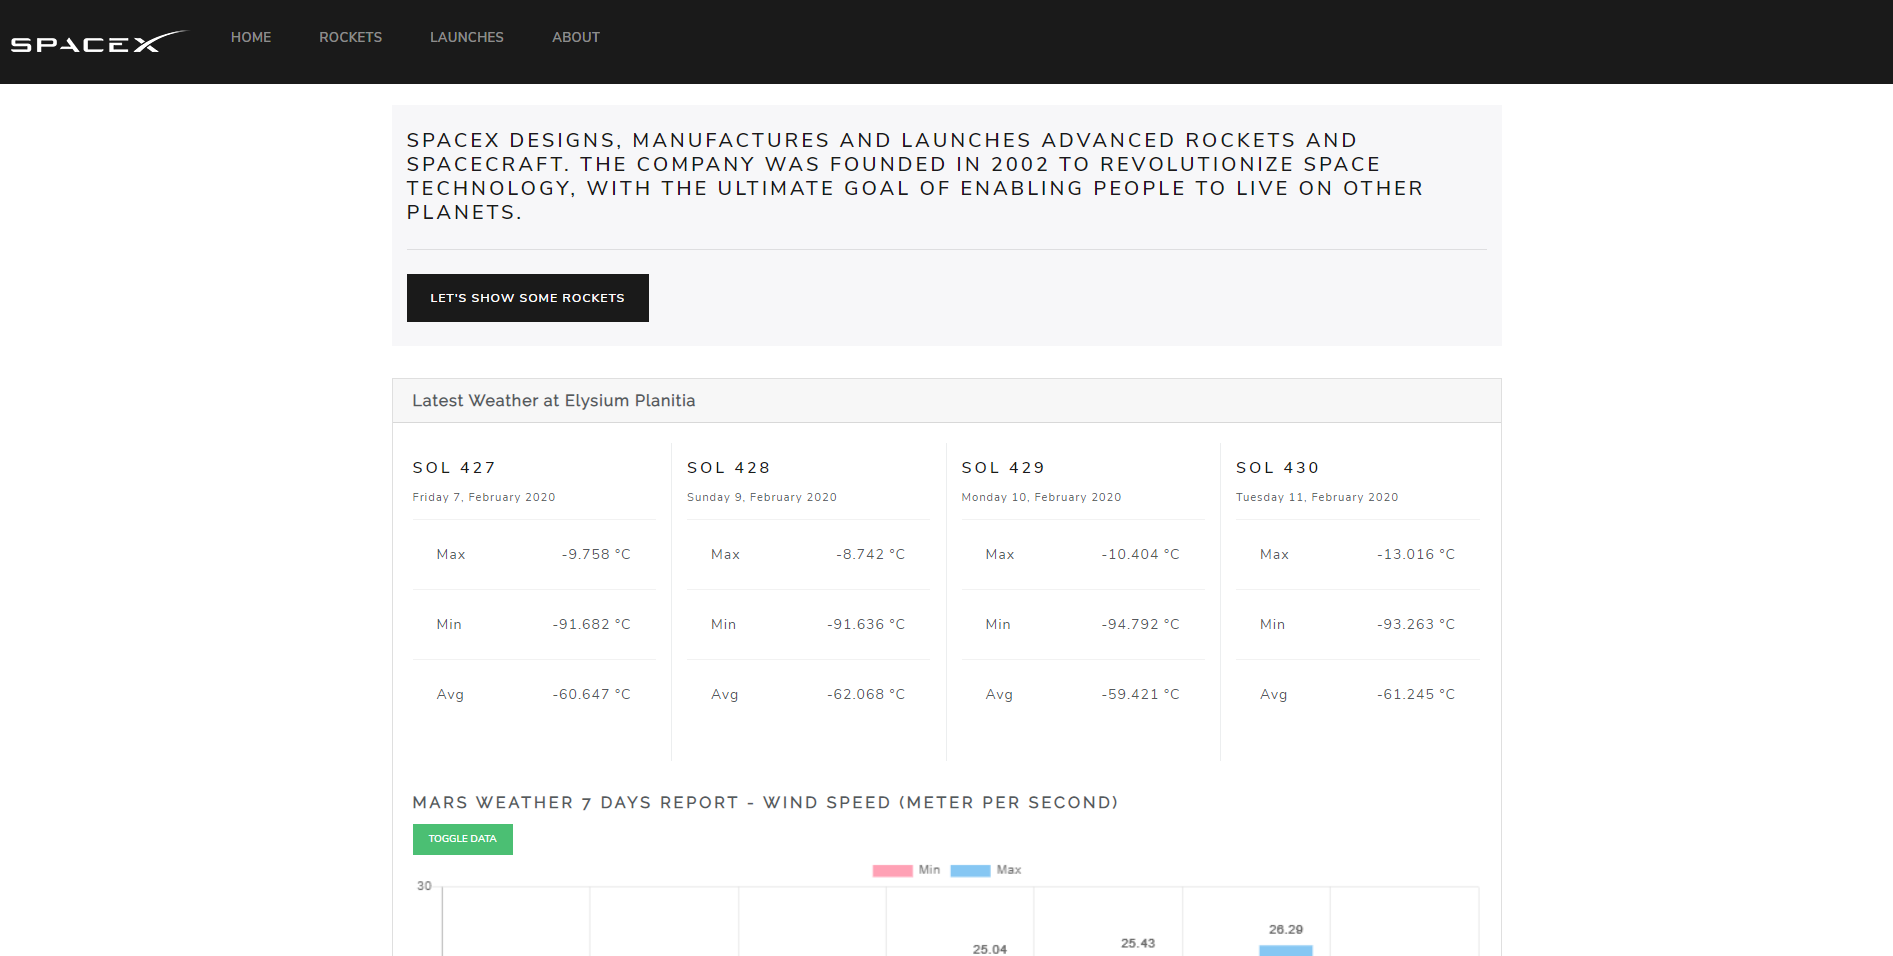 SPACEX
HOME
ROCKETS
LAUNCHES
ABOUT
SPACEX DESIGNS, MANUFACTURES AND LAUNCHES ADVANCED ROCKETS AND
SPACECRAFT. THE COMPANY WAS FOUNDED IN 2002 TO REVOLUTIONIZE SPACE
TECHNOLOGY, WITH THE ULTIMATE GOAL OF ENABLING PEOPLE TO LIVE ON OTHER
PLANETS.
LET'S SHOW SOME ROCKETS
Latest Weather at Elysium Planitia
SOL 427
Friday 7, February 2020
Max -9.758 °C
Min -91.682 °C
Avg -60.647 °C
SOL 428
Sunday 9, February 2020
Max -8.742 °C
Min -91.636 °C
Avg -62.068 °C
SOL 429
Monday 10, February 2020
Max -10.404 °C
Min -94.792 °C
Avg -59.421 °C
SOL 430
Tuesday 11, February 2020
Max -13.016 °C
Min -93.263 °C
Avg -61.245 °C
MARS WEATHER 7 DAYS REPORT - WIND SPEED (METER PER SECOND)
TOGGLE DATA
Min Max
30
25.04
25.43
26.29